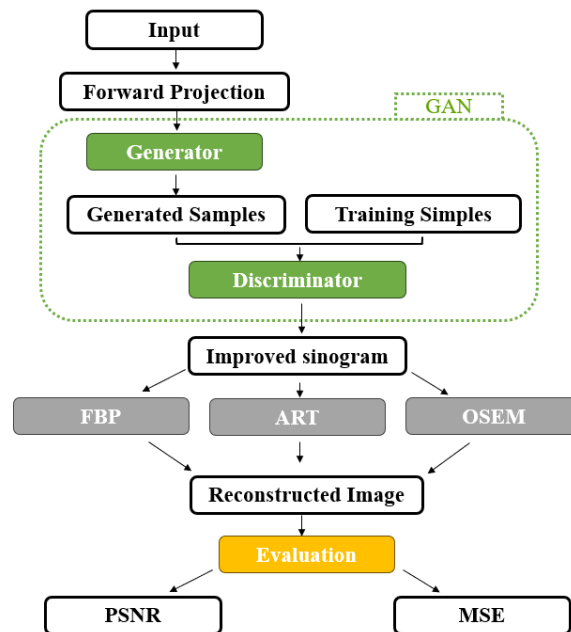 Input
Forward Projection
GAN
Generator
Generated Samples
Training Simples
Discriminator
Improved sinogram
FBP
ART
OSEM
Reconstructed Image
Evaluation
PSNR
MSE